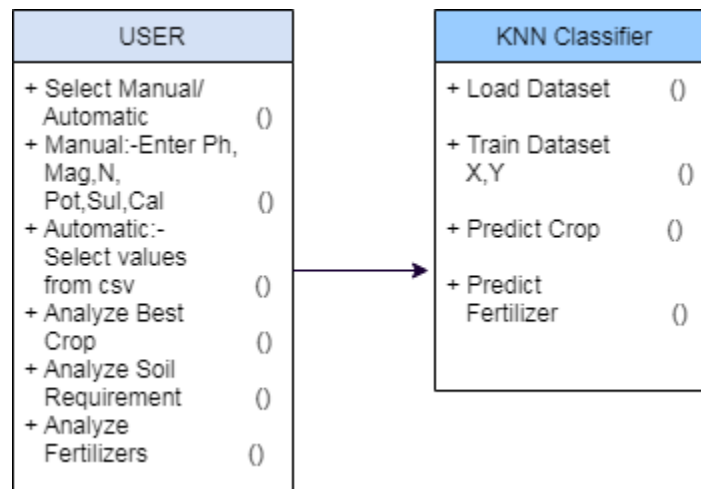 USER
+ Select Manual/
Automatic ()
+ Manual:-Enter Ph,
Mag,N,
Pot,Sul,Cal ()
+ Automatic:-
Select values
from csv ()
+ Analyze Best
Crop ()
+ Analyze Soil
Requirement ()
+ Analyze
Fertilizers ()
KNN Classifier
+ Load Dataset ()
+ Train Dataset
X,Y ()
+ Predict Crop ()
+ Predict
Fertilizer ()